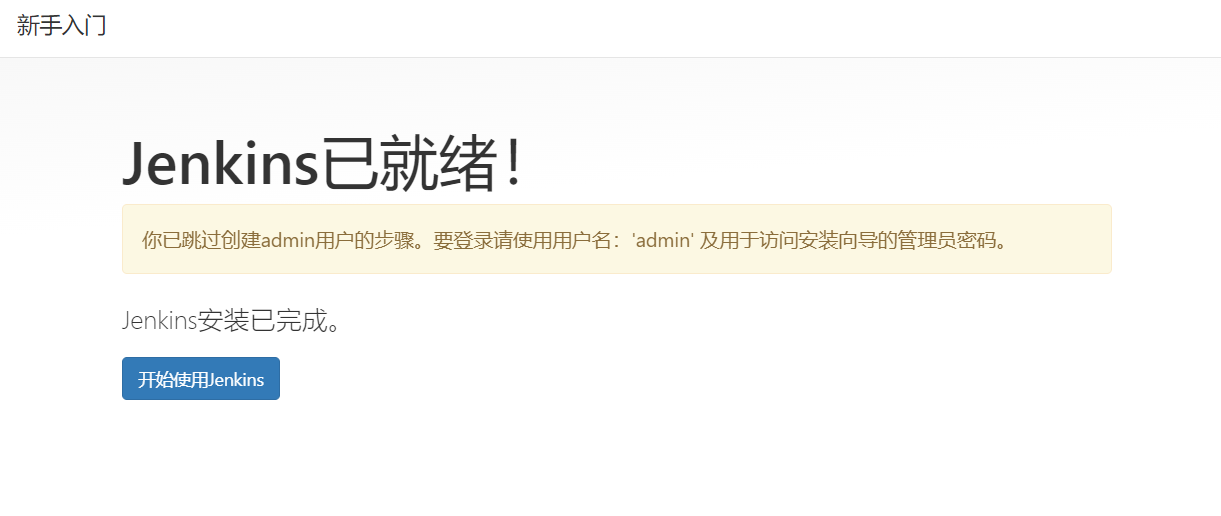 新手入门
Jenkins已就绪！
你已跳过创建admin用户的步骤。要登录请使用用户名：'admin' 及用于访问安装向导的管理员密码。
Jenkins安装已完成。
开始使用Jenkins